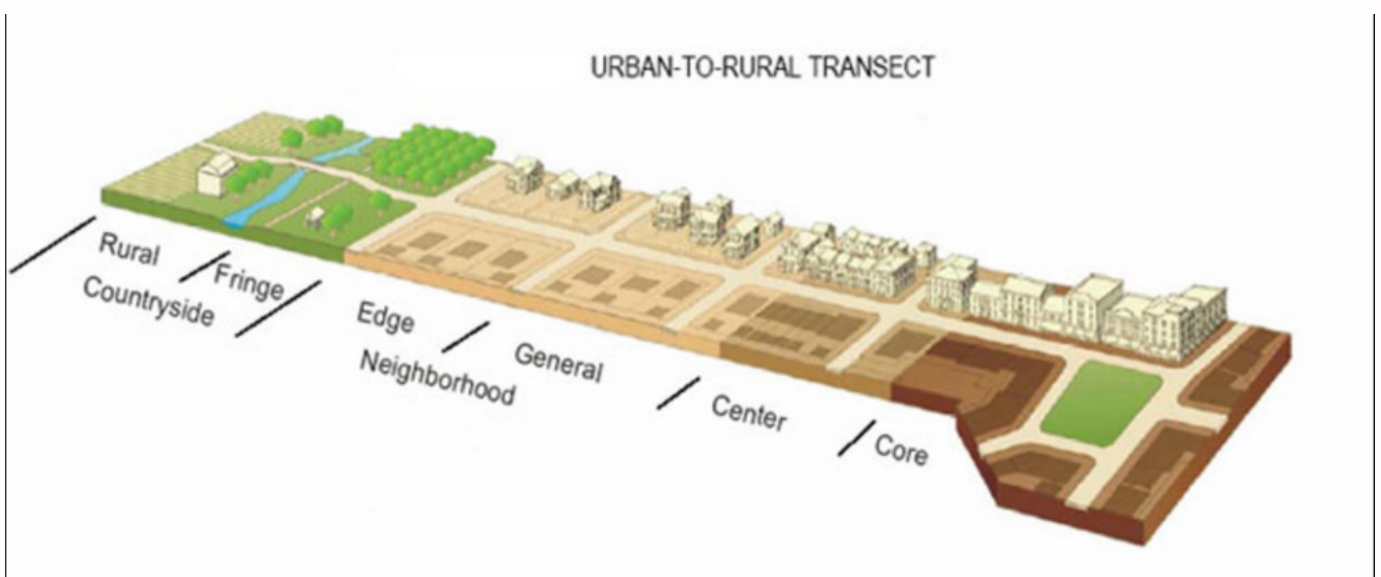 URBAN-TO-RURAL TRANSECT
Rural
Fringe
Countryside
Edge
General
Neighborhood
Center
Core